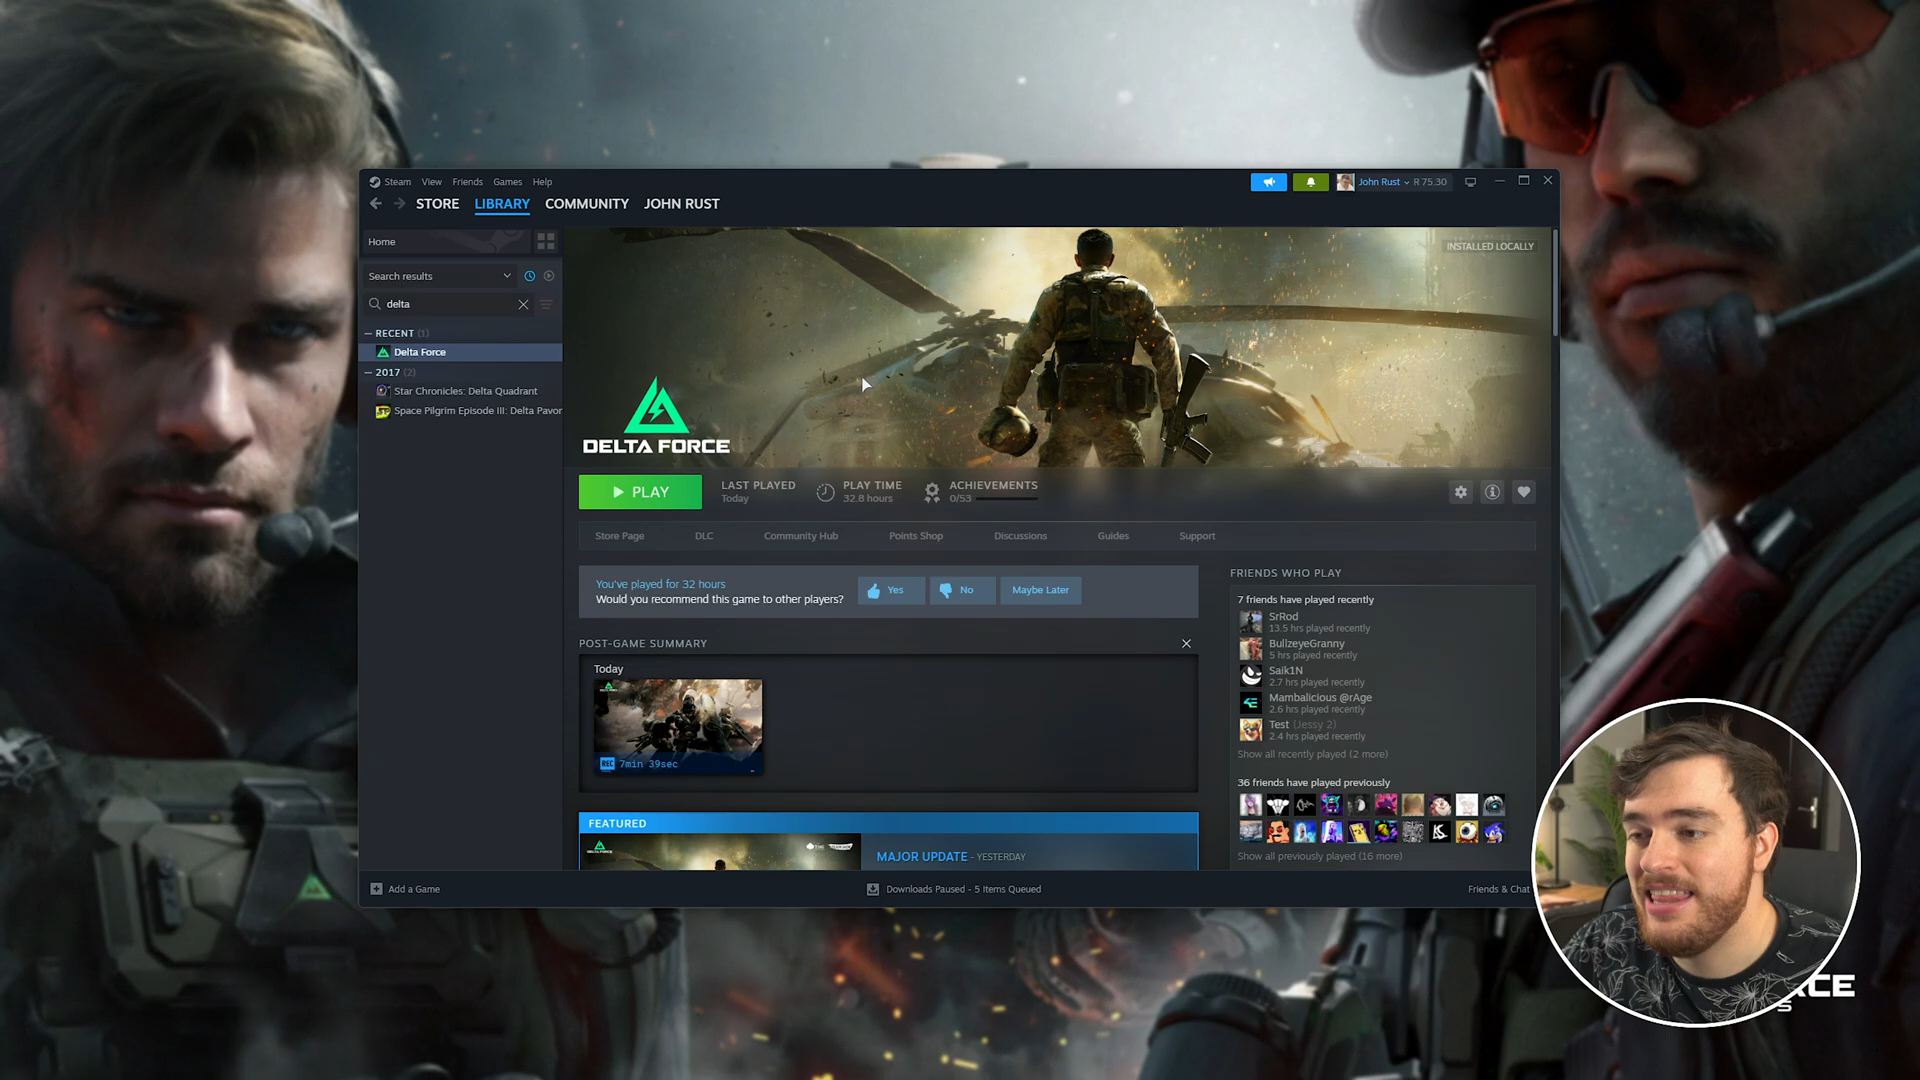 Steam View Friends Games Help
John Rust R 75.30
STORE LIBRARY COMMUNITY JOHN RUST
Home
Search results
delta
RECENT (1)
Delta Force
2017 (2)
Star Chronicles: Delta Quadrant
Space Pilgrim Episode III: Delta Pavor
INSTALLED LOCALLY
DELTA FORCE
PLAY
LAST PLAYED
Today
PLAY TIME
32.8 hours
ACHIEVEMENTS
0/53
Store Page DLC Community Hub Points Shop Discussions Guides Support
You've played for 32 hours
Would you recommend this game to other players?
Yes No Maybe Later
POST-GAME SUMMARY
Today
REC 7min 39sec
FEATURED
MAJOR UPDATE - YESTERDAY
FRIENDS WHO PLAY
7 friends have played recently
SrRod
13.5 hrs played recently
BullzeyeGranny
5 hrs played recently
Saik1N
2.7 hrs played recently
Mambalicious @rAge
2.6 hrs played recently
Test (Jessy 2)
2.4 hrs played recently
Show all recently played (2 more)
36 friends have played previously
Show all previously played (16 more)
Add a Game
Downloads Paused - 5 Items Queued
Friends & Chat
CE
S